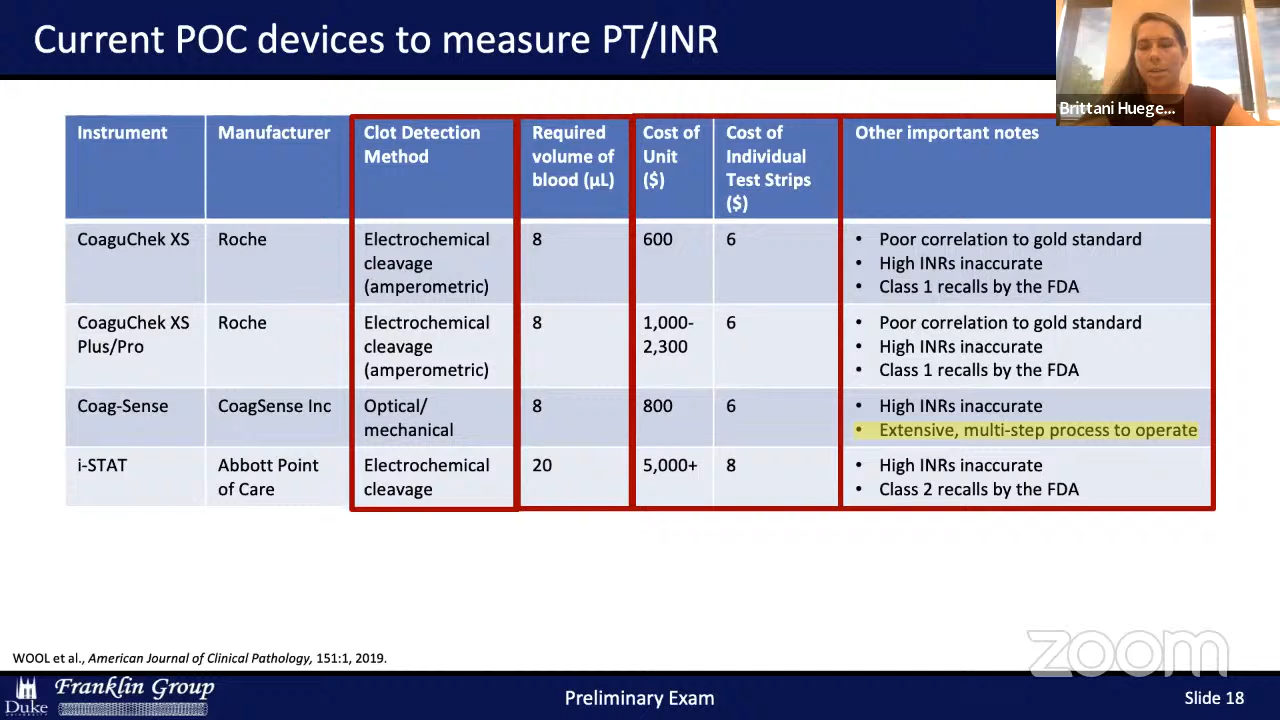 Current POC devices to measure PT/INR
Brittani Huege...
Instrument
Manufacturer
Clot Detection
Method
Required
volume of
blood (µL)
Cost of
Unit
($)
Cost of
Individual
Test Strips
($)
Other important notes
CoaguChek XS
Roche
Electrochemical
cleavage
(amperometric)
8
600
6
• Poor correlation to gold standard
• High INRs inaccurate
• Class 1 recalls by the FDA
CoaguChek XS
Plus/Pro
Roche
Electrochemical
cleavage
(amperometric)
8
1,000-
2,300
6
• Poor correlation to gold standard
• High INRs inaccurate
• Class 1 recalls by the FDA
Coag-Sense
CoagSense Inc
Optical/
mechanical
8
800
6
• High INRs inaccurate
• Extensive, multi-step process to operate
i-STAT
Abbott Point
of Care
Electrochemical
cleavage
20
5,000+
8
• High INRs inaccurate
• Class 2 recalls by the FDA
WOOL et al., American Journal of Clinical Pathology, 151:1, 2019.
zoom
Duke
Franklin Group
Preliminary Exam
Slide 18